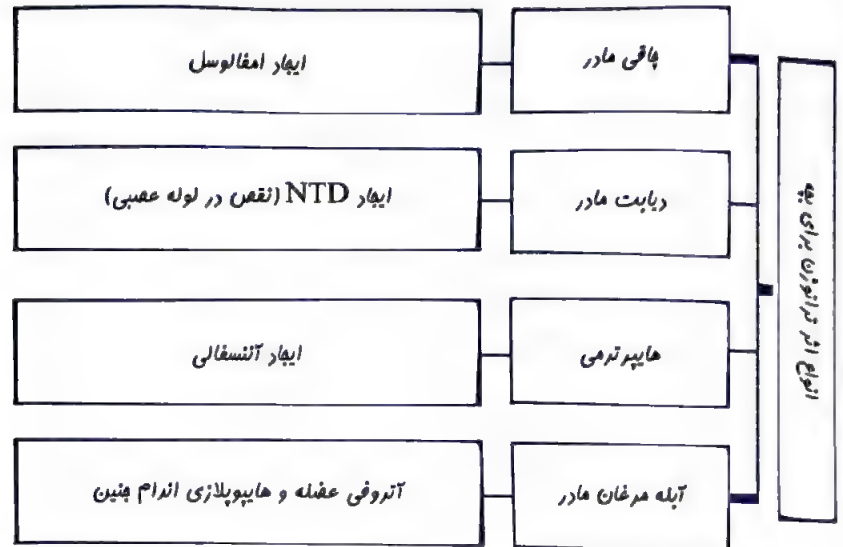 انواع اثر تراتوژن برای بچه
چاقی مادر
ایجاد امفالوسل
دیابت مادر
ایجاد NTD (نقص در لوله عصبی)
هایپرترمی
ایجاد آننسفالی
آبله مرغان مادر
آتروفی عضله و هایپوپلازی اندام جنین